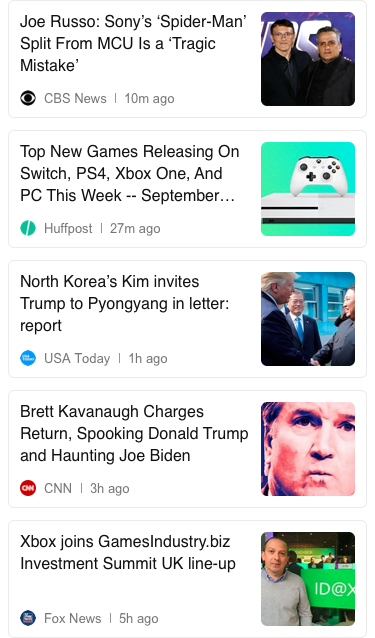 Joe Russo: Sony’s ‘Spider-Man’
Split From MCU Is a ‘Tragic
Mistake’
CBS News | 10m ago
Top New Games Releasing On
Switch, PS4, Xbox One, And
PC This Week -- September…
Huffpost | 27m ago
North Korea’s Kim invites
Trump to Pyongyang in letter:
report
USA Today | 1h ago
Brett Kavanaugh Charges
Return, Spooking Donald Trump
and Haunting Joe Biden
CNN
CNN | 3h ago
Xbox joins GamesIndustry.biz
Investment Summit UK line-up
ID@X
Fox News | 5h ago